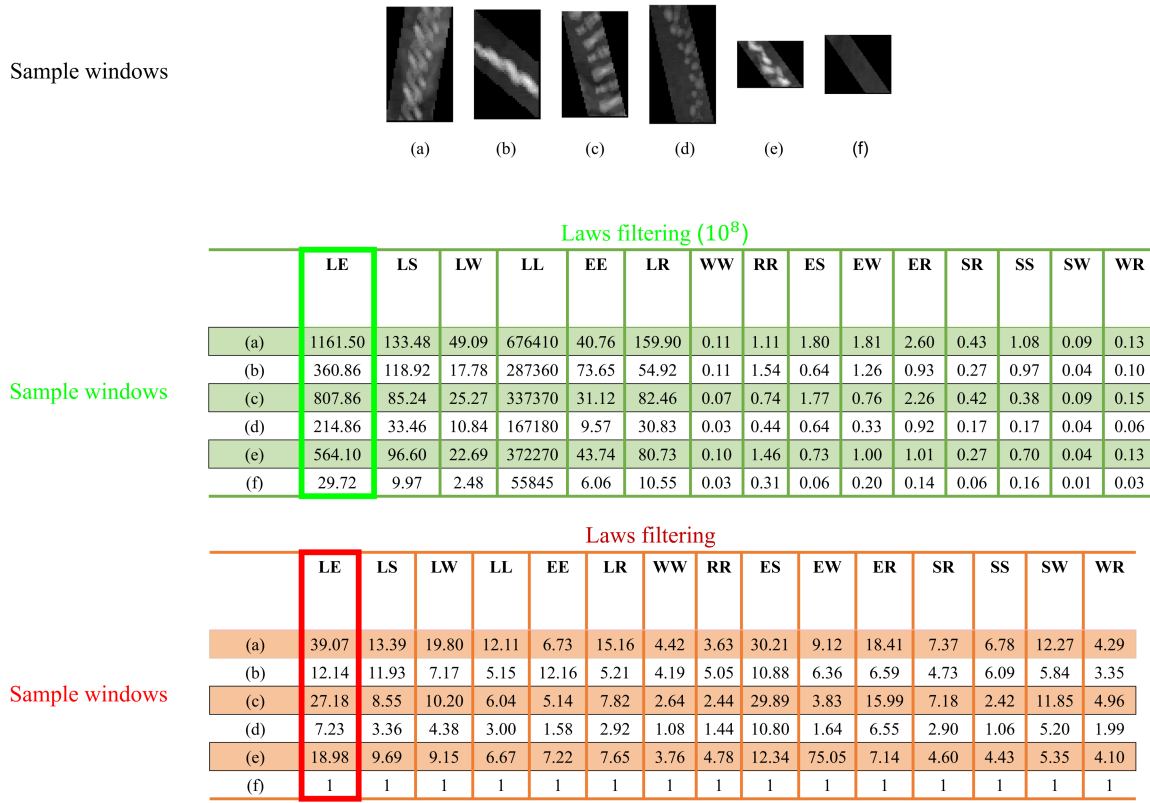 Sample windows
(a) (b) (c) (d) (e) (f)
Laws filtering (10⁸)
LE LS LW LL EE LR WW RR ES EW ER SR SS SW WR
Sample windows
(a) 1161.50 133.48 49.09 676410 40.76 159.90 0.11 1.11 1.80 1.81 2.60 0.43 1.08 0.09 0.13
(b) 360.86 118.92 17.78 287360 73.65 54.92 0.11 1.54 0.64 1.26 0.93 0.27 0.97 0.04 0.10
(c) 807.86 85.24 25.27 337370 31.12 82.46 0.07 0.74 1.77 0.76 2.26 0.42 0.38 0.09 0.15
(d) 214.86 33.46 10.84 167180 9.57 30.83 0.03 0.44 0.64 0.33 0.92 0.17 0.17 0.04 0.06
(e) 564.10 96.60 22.69 372270 43.74 80.73 0.10 1.46 0.73 1.00 1.01 0.27 0.70 0.04 0.13
(f) 29.72 9.97 2.48 55845 6.06 10.55 0.03 0.31 0.06 0.20 0.14 0.06 0.16 0.01 0.03
Laws filtering
LE LS LW LL EE LR WW RR ES EW ER SR SS SW WR
Sample windows
(a) 39.07 13.39 19.80 12.11 6.73 15.16 4.42 3.63 30.21 9.12 18.41 7.37 6.78 12.27 4.29
(b) 12.14 11.93 7.17 5.15 12.16 5.21 4.19 5.05 10.88 6.36 6.59 4.73 6.09 5.84 3.35
(c) 27.18 8.55 10.20 6.04 5.14 7.82 2.64 2.44 29.89 3.83 15.99 7.18 2.42 11.85 4.96
(d) 7.23 3.36 4.38 3.00 1.58 2.92 1.08 1.44 10.80 1.64 6.55 2.90 1.06 5.20 1.99
(e) 18.98 9.69 9.15 6.67 7.22 7.65 3.76 4.78 12.34 75.05 7.14 4.60 4.43 5.35 4.10
(f) 1 1 1 1 1 1 1 1 1 1 1 1 1 1 1